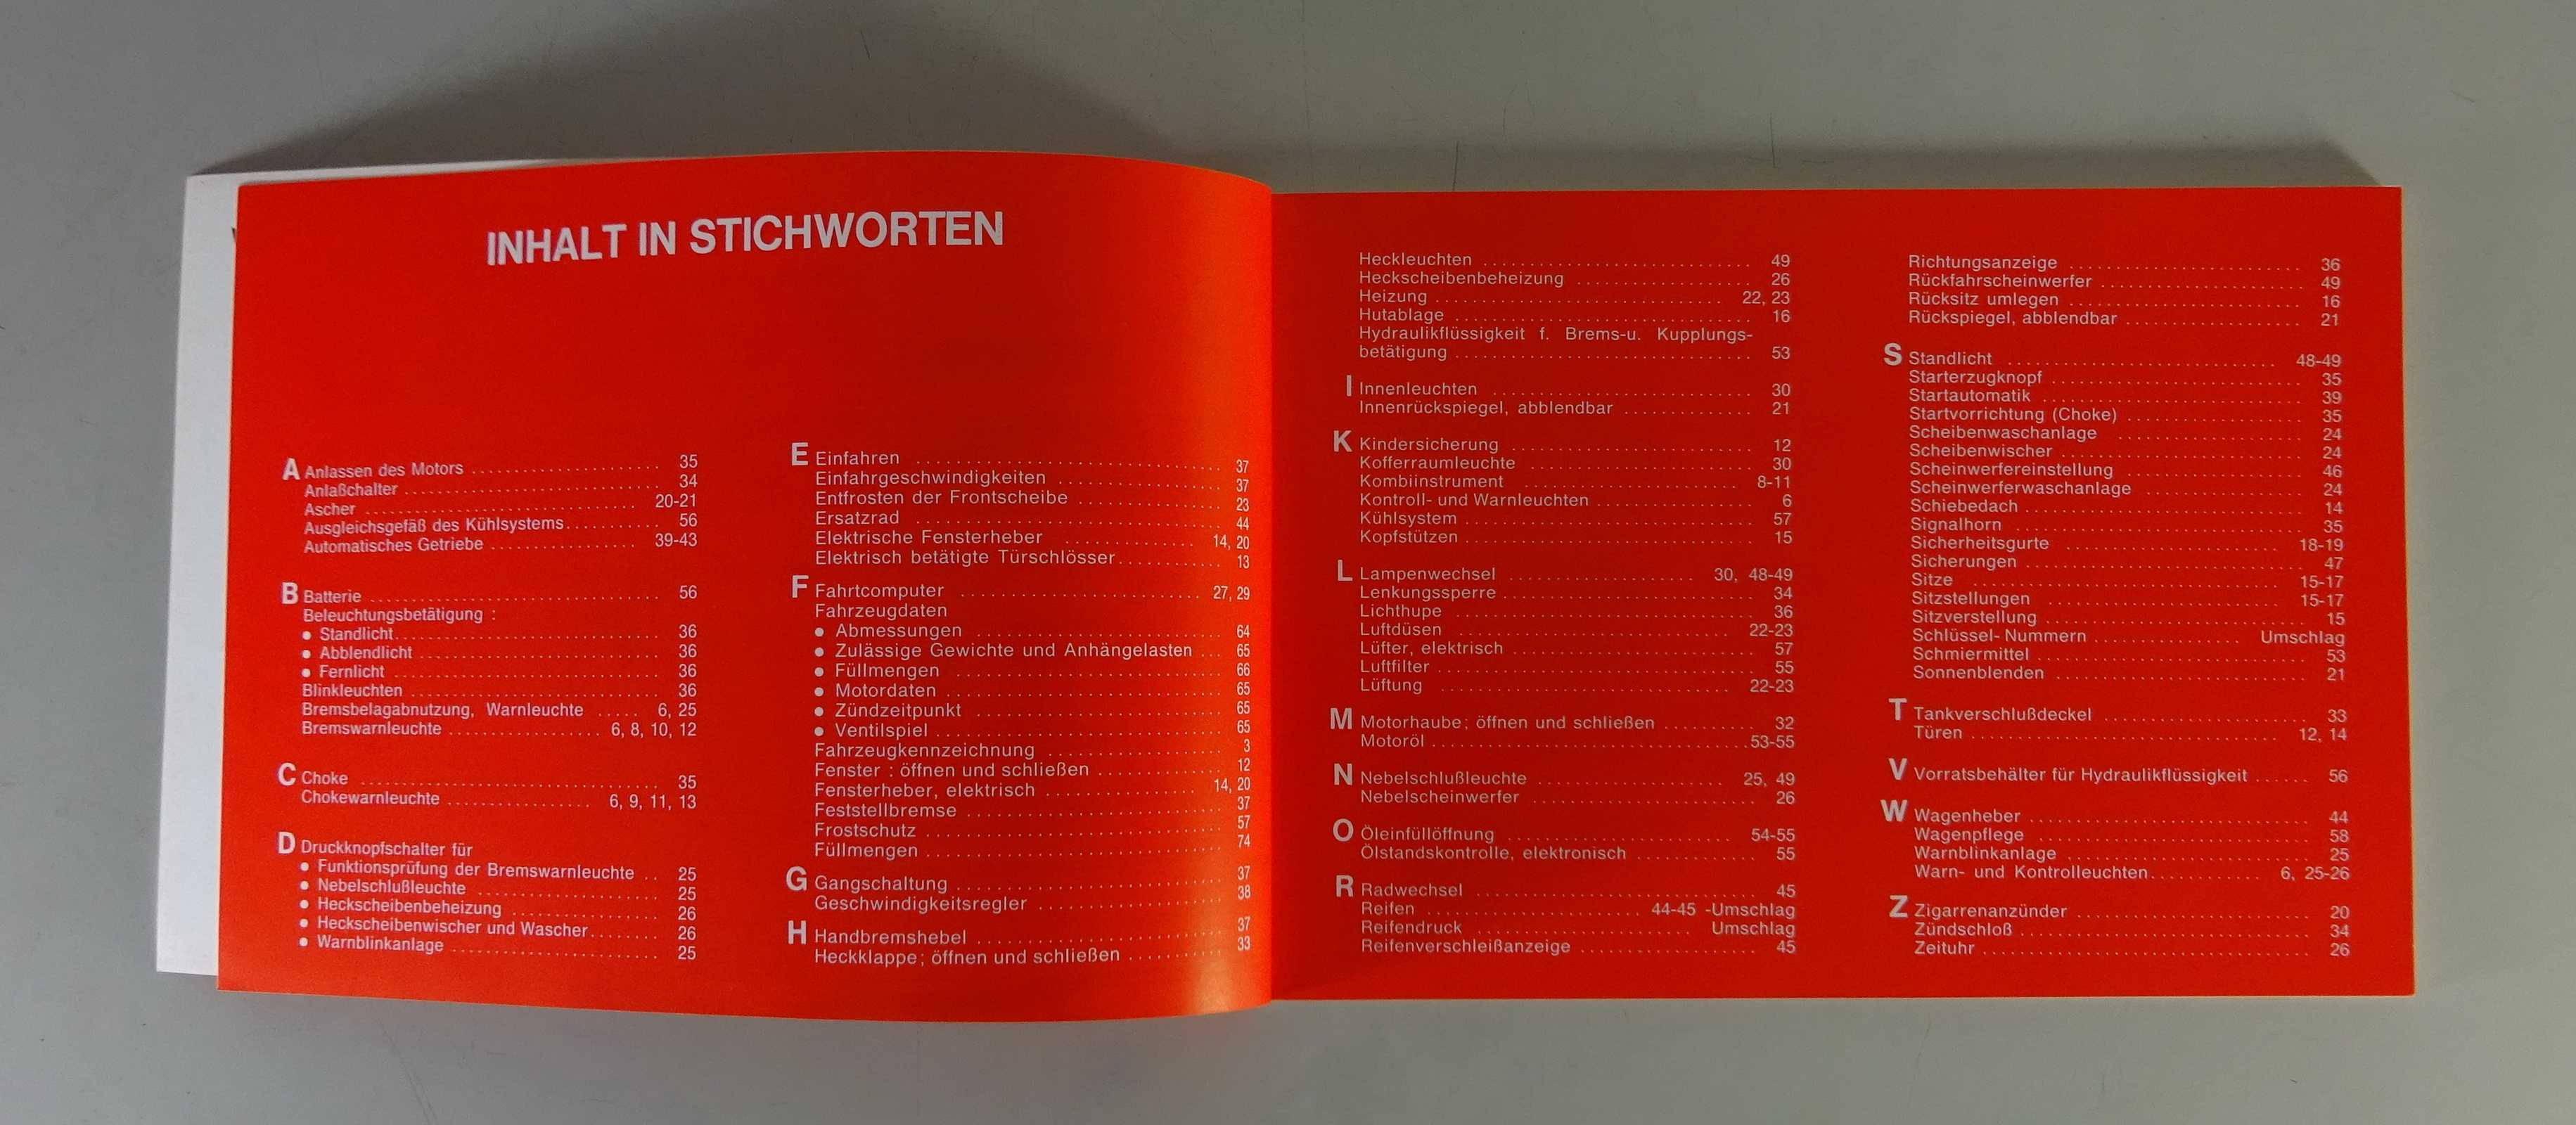 INHALT IN STICHWORTEN
A Anlassen des Motors 35
Anlaßschalter 34
Ascher 20-21
Ausgleichsgefäß des Kühlsystems 56
Automatisches Getriebe 39-43
B Batterie 56
Beleuchtungsbetätigung :
● Standlicht 36
● Abblendlicht 36
● Fernlicht 36
Blinkleuchten 36
Bremsbelagabnutzung, Warnleuchte 6, 25
Bremswarnleuchte 6, 8, 10, 12
C Choke 35
Chokewarnleuchte 6, 9, 11, 13
D Druckknopfschalter für
● Funktionsprüfung der Bremswarnleuchte 25
● Nebelschlußleuchte 25
● Heckscheibenbeheizung 26
● Heckscheibenwischer und Wascher 26
● Warnblinkanlage 25
E Einfahren 37
Einfahrgeschwindigkeiten 37
Entfrosten der Frontscheibe 23
Ersatzrad 44
Elektrische Fensterheber 14, 20
Elektrisch betätigte Türschlösser 13
F Fahrtcomputer 27, 29
Fahrzeugdaten
● Abmessungen 64
● Zulässige Gewichte und Anhängelasten 65
● Füllmengen 66
● Motordaten 65
● Zündzeitpunkt 65
● Ventilspiel 65
Fahrzeugkennzeichnung 3
Fenster : öffnen und schließen 12
Fensterheber, elektrisch 14, 20
Feststellbremse 37
Frostschutz 57
Füllmengen 74
G Gangschaltung 37
Geschwindigkeitsregler 38
H Handbremshebel 37
Heckklappe; öffnen und schließen 33
Heckleuchten 49
Heckscheibenbeheizung 26
Heizung 22, 23
Hutablage 16
Hydraulikflüssigkeit f. Brems-u. Kupplungs-
betätigung 53
I Innenleuchten 30
Innenrückspiegel, abblendbar 21
K Kindersicherung 12
Kofferraumleuchte 30
Kombiinstrument 8-11
Kontroll- und Warnleuchten 6
Kühlsystem 57
Kopfstützen 15
L Lampenwechsel 30, 48-49
Lenkungssperre 34
Lichthupe 36
Luftdüsen 22-23
Lüfter, elektrisch 57
Luftfilter 55
Lüftung 22-23
M Motorhaube; öffnen und schließen 32
Motoröl 53-55
N Nebelschlußleuchte 25, 49
Nebelscheinwerfer 26
O Öleinfüllöffnung 54-55
Ölstandskontrolle, elektronisch 55
R Radwechsel 45
Reifen 44-45 -Umschlag
Reifendruck Umschlag
Reifenverschleißanzeige 45
Richtungsanzeige 36
Rückfahrscheinwerfer 49
Rücksitz umlegen 16
Rückspiegel, abblendbar 21
S Standlicht 48-49
Starterzugknopf 35
Startautomatik 39
Startvorrichtung (Choke) 35
Scheibenwaschanlage 24
Scheibenwischer 24
Scheinwerfereinstellung 46
Scheinwerferwaschanlage 24
Schiebedach 14
Signalhorn 35
Sicherheitsgurte 18-19
Sicherungen 47
Sitze 15-17
Sitzstellungen 15-17
Sitzverstellung 15
Schlüssel-Nummern Umschlag
Schmiermittel 53
Sonnenblenden 21
T Tankverschlußdeckel 33
Türen 12, 14
V Vorratsbehälter für Hydraulikflüssigkeit 56
W Wagenheber 44
Wagenpflege 58
Warnblinkanlage 25
Warn- und Kontrolleuchten 6, 25-26
Z Zigarrenanzünder 20
Zündschloß 34
Zeituhr 26